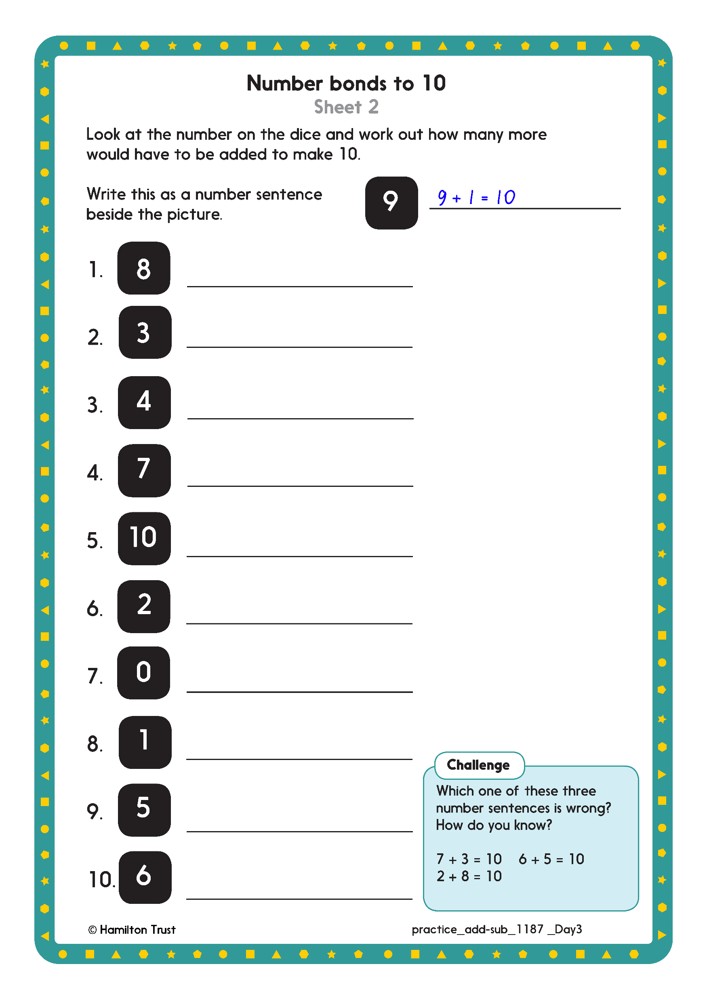 Number bonds to 10
Sheet 2
Look at the number on the dice and work out how many more
would have to be added to make 10.
Write this as a number sentence
beside the picture.
9
9 + 1 = 10
1. 8
2. 3
3. 4
4. 7
5. 10
6. 2
7. 0
8. 1
9. 5
10. 6
Challenge
Which one of these three
number sentences is wrong?
How do you know?
7 + 3 = 10 6 + 5 = 10
2 + 8 = 10
© Hamilton Trust
practice_add-sub_1187 _Day3